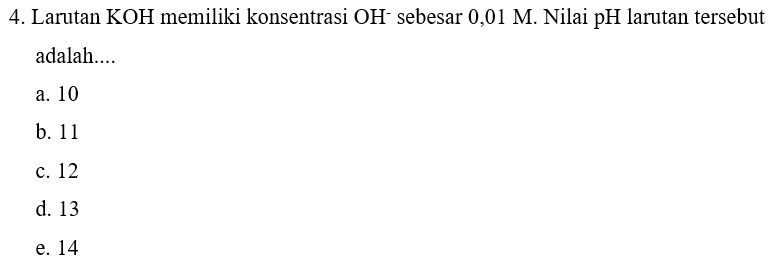 4. Larutan KOH memiliki konsentrasi OH⁻ sebesar 0,01 M. Nilai pH larutan tersebut
adalah....
a. 10
b. 11
c. 12
d. 13
e. 14